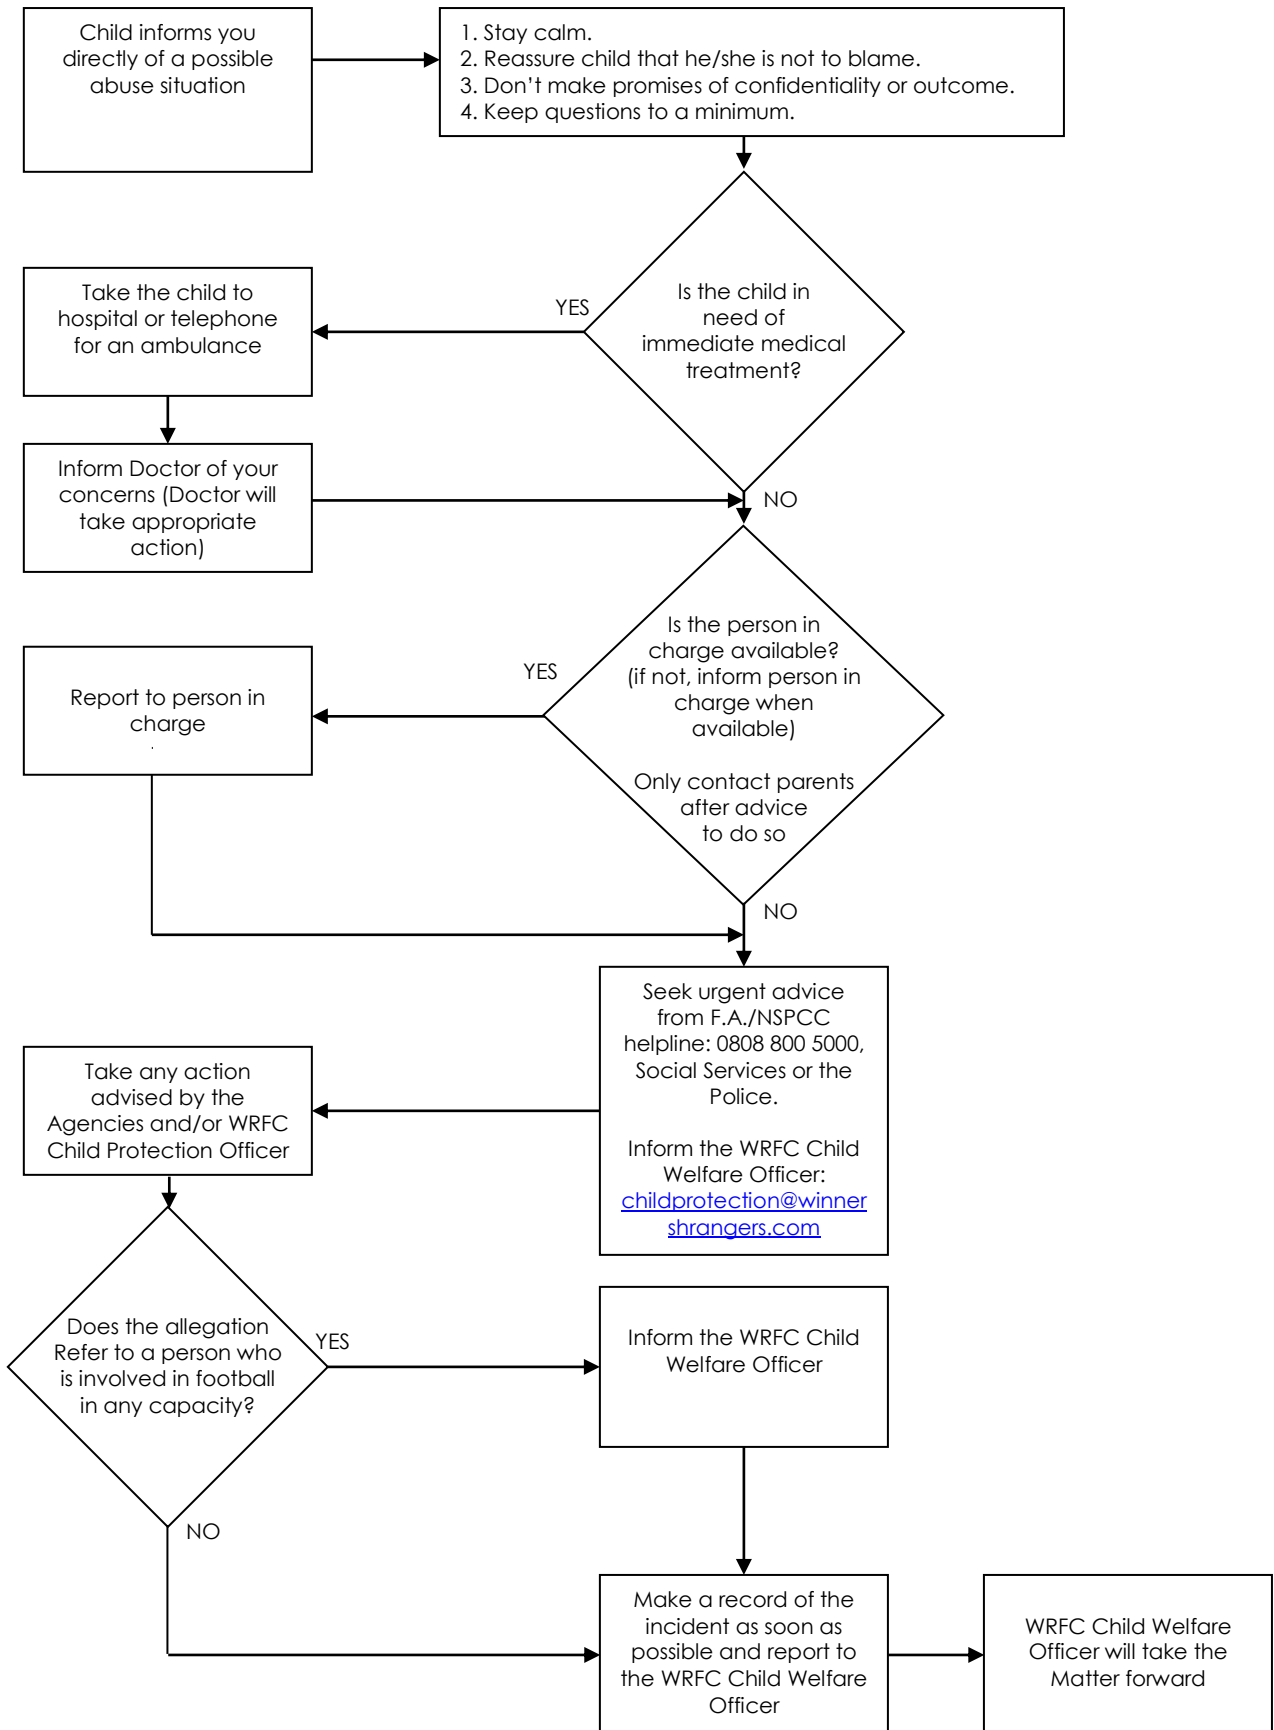 Child informs you
directly of a possible
abuse situation
1. Stay calm.
2. Reassure child that he/she is not to blame.
3. Don't make promises of confidentiality or outcome.
4. Keep questions to a minimum.
Is the child in
need of
immediate medical
treatment?
YES
Take the child to
hospital or telephone
for an ambulance
Inform Doctor of your
concerns (Doctor will
take appropriate
action)
NO
Is the person in
charge available?
(if not, inform person in
charge when
available)
Only contact parents
after advice
to do so
YES
Report to person in
charge
.
NO
Seek urgent advice
from F.A./NSPCC
helpline: 0808 800 5000,
Social Services or the
Police.
Inform the WRFC Child
Welfare Officer:
childprotection@winner
shrangers.com
Take any action
advised by the
Agencies and/or WRFC
Child Protection Officer
Does the allegation
Refer to a person who
is involved in football
in any capacity?
YES
Inform the WRFC Child
Welfare Officer
NO
Make a record of the
incident as soon as
possible and report to
the WRFC Child Welfare
Officer
WRFC Child Welfare
Officer will take the
Matter forward